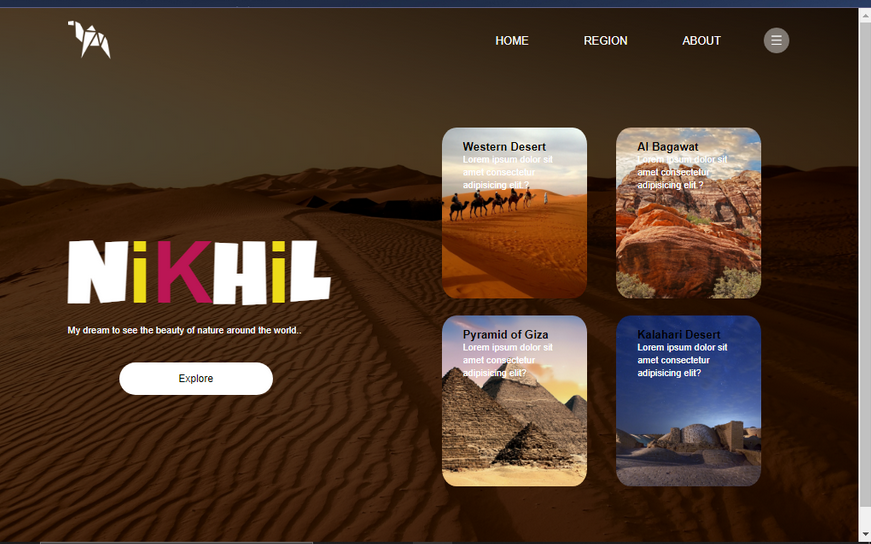 HOME REGION ABOUT
NiKHiL
My dream to see the beauty of nature around the world..
Explore
Western Desert
Lorem ipsum dolor sit
amet consectetur
adipisicing elit.?
Al Bagawat
Lorem ipsum dolor sit
amet consectetur
adipisicing elit.?
Pyramid of Giza
Lorem ipsum dolor sit
amet consectetur
adipisicing elit?
Kalahari Desert
Lorem ipsum dolor sit
amet consectetur
adipisicing elit?